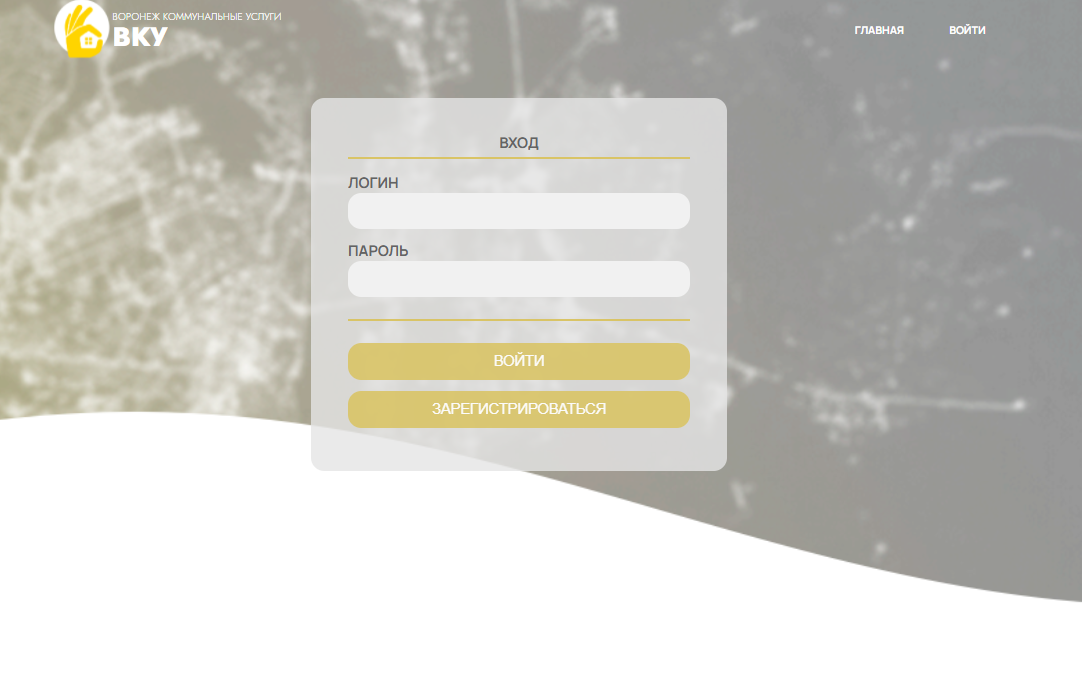 ВОРОНЕЖ КОММУНАЛЬНЫЕ УСЛУГИ
ВКУ
ГЛАВНАЯ ВОЙТИ
ВХОД
ЛОГИН
ПАРОЛЬ
ВОЙТИ
ЗАРЕГИСТРИРОВАТЬСЯ